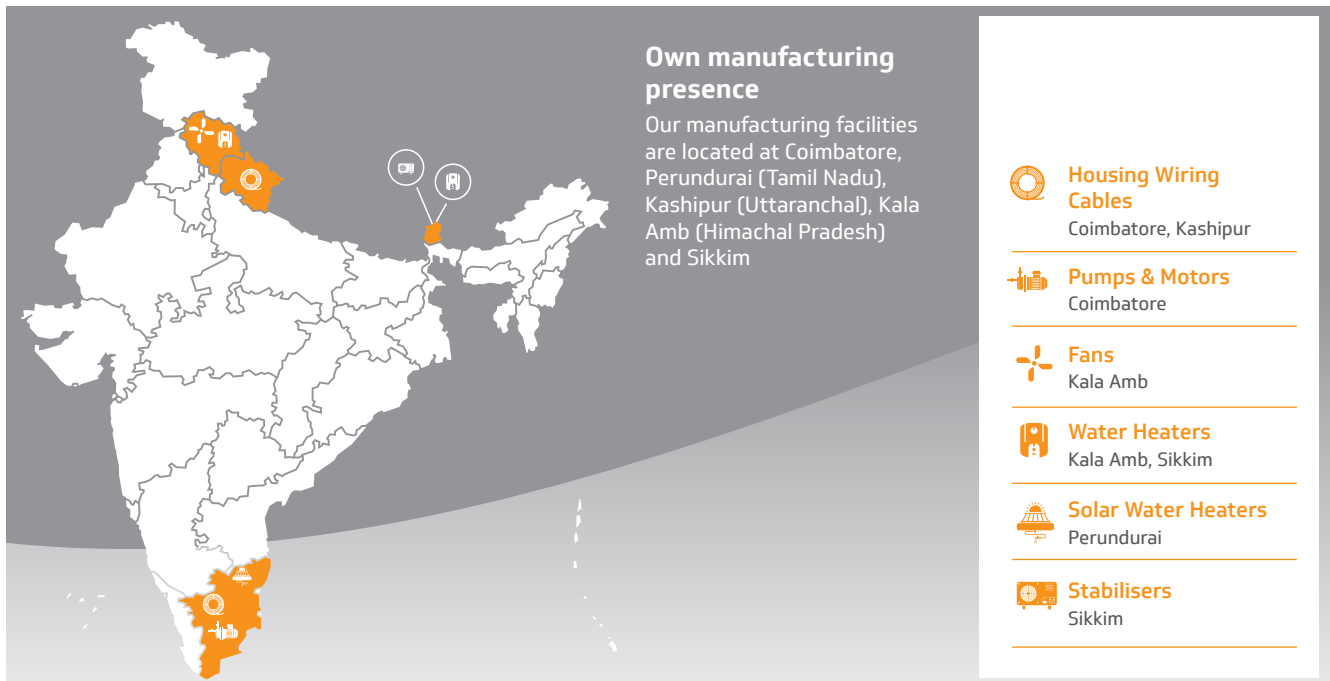 Own manufacturing
presence
Our manufacturing facilities
are located at Coimbatore,
Perundurai (Tamil Nadu),
Kashipur (Uttaranchal), Kala
Amb (Himachal Pradesh)
and Sikkim
Housing Wiring
Cables
Coimbatore, Kashipur
Pumps & Motors
Coimbatore
Fans
Kala Amb
Water Heaters
Kala Amb, Sikkim
Solar Water Heaters
Perundurai
Stabilisers
Sikkim